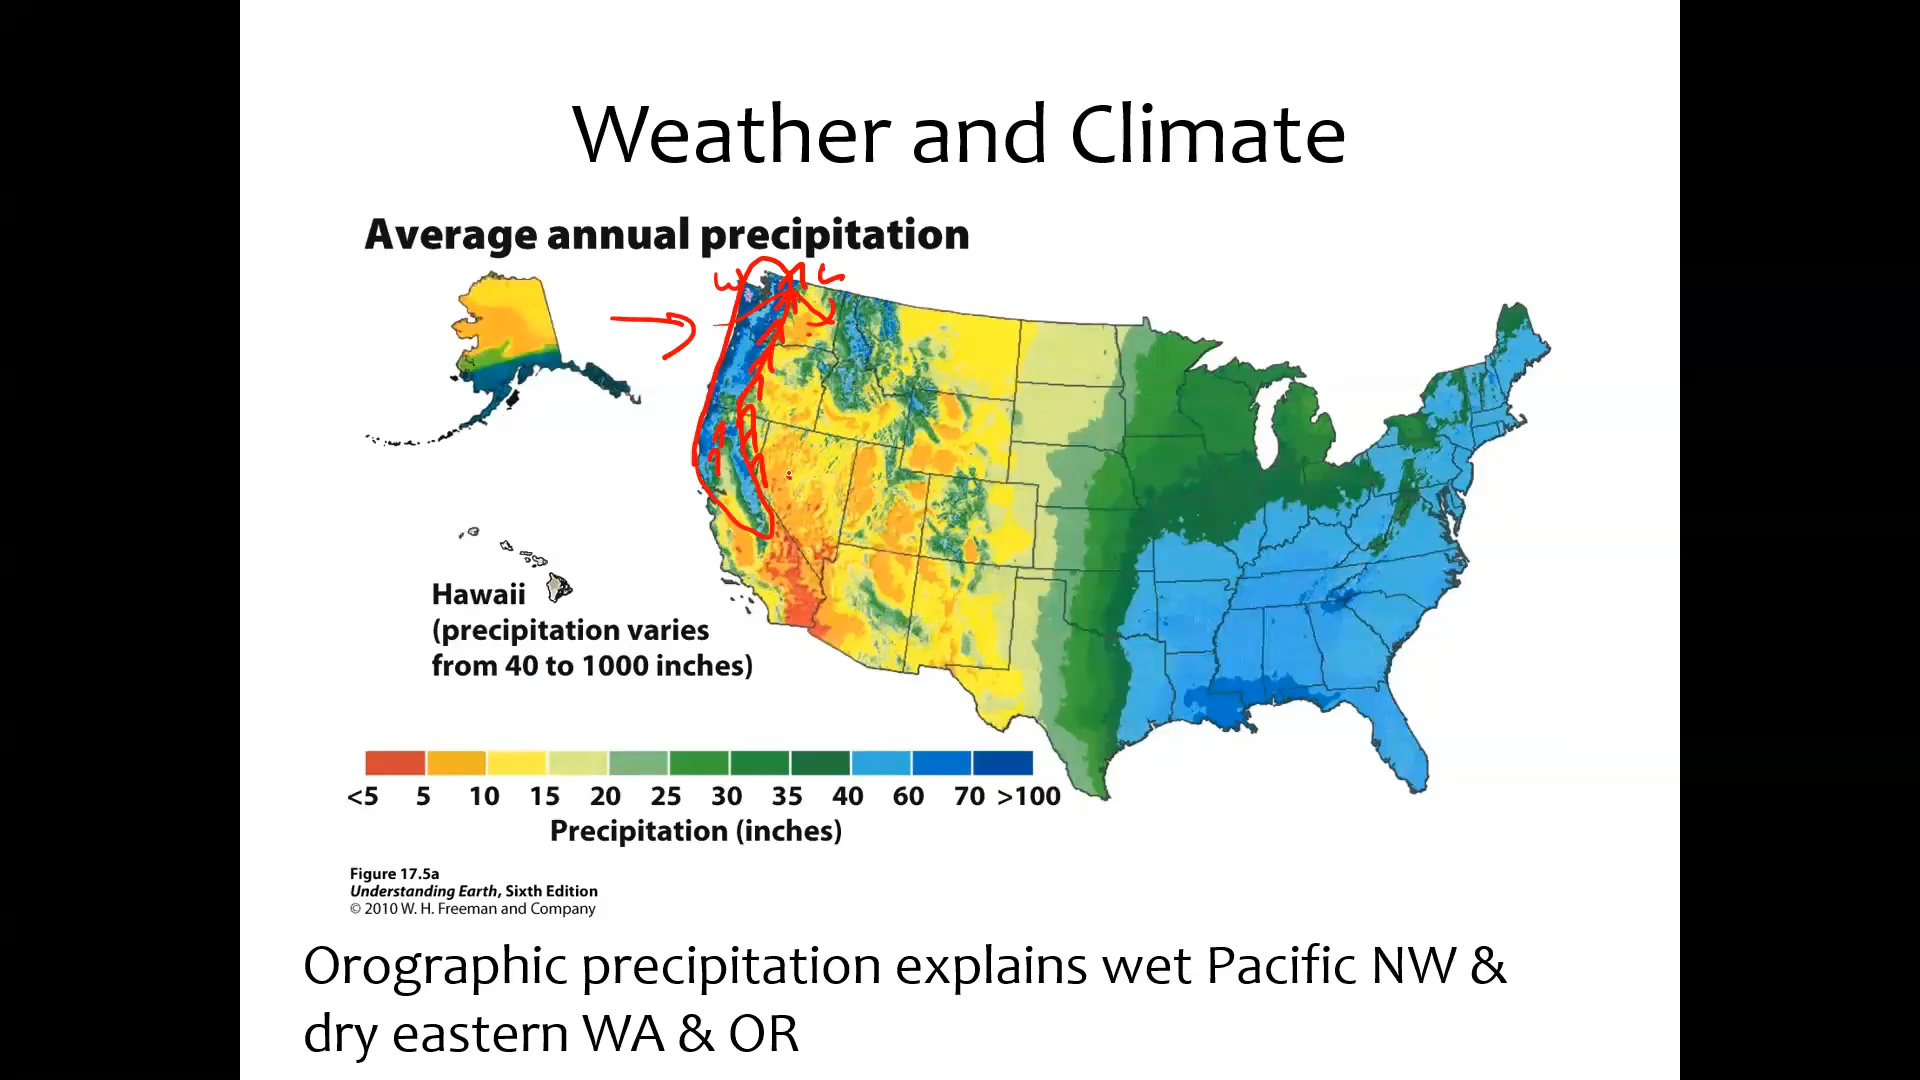 Weather and Climate
Average annual precipitation
W L
Hawaii
(precipitation varies
from 40 to 1000 inches)
<5 5 10 15 20 25 30 35 40 60 70 >100
Precipitation (inches)
Figure 17.5a
Understanding Earth, Sixth Edition
© 2010 W. H. Freeman and Company
Orographic precipitation explains wet Pacific NW &
dry eastern WA & OR